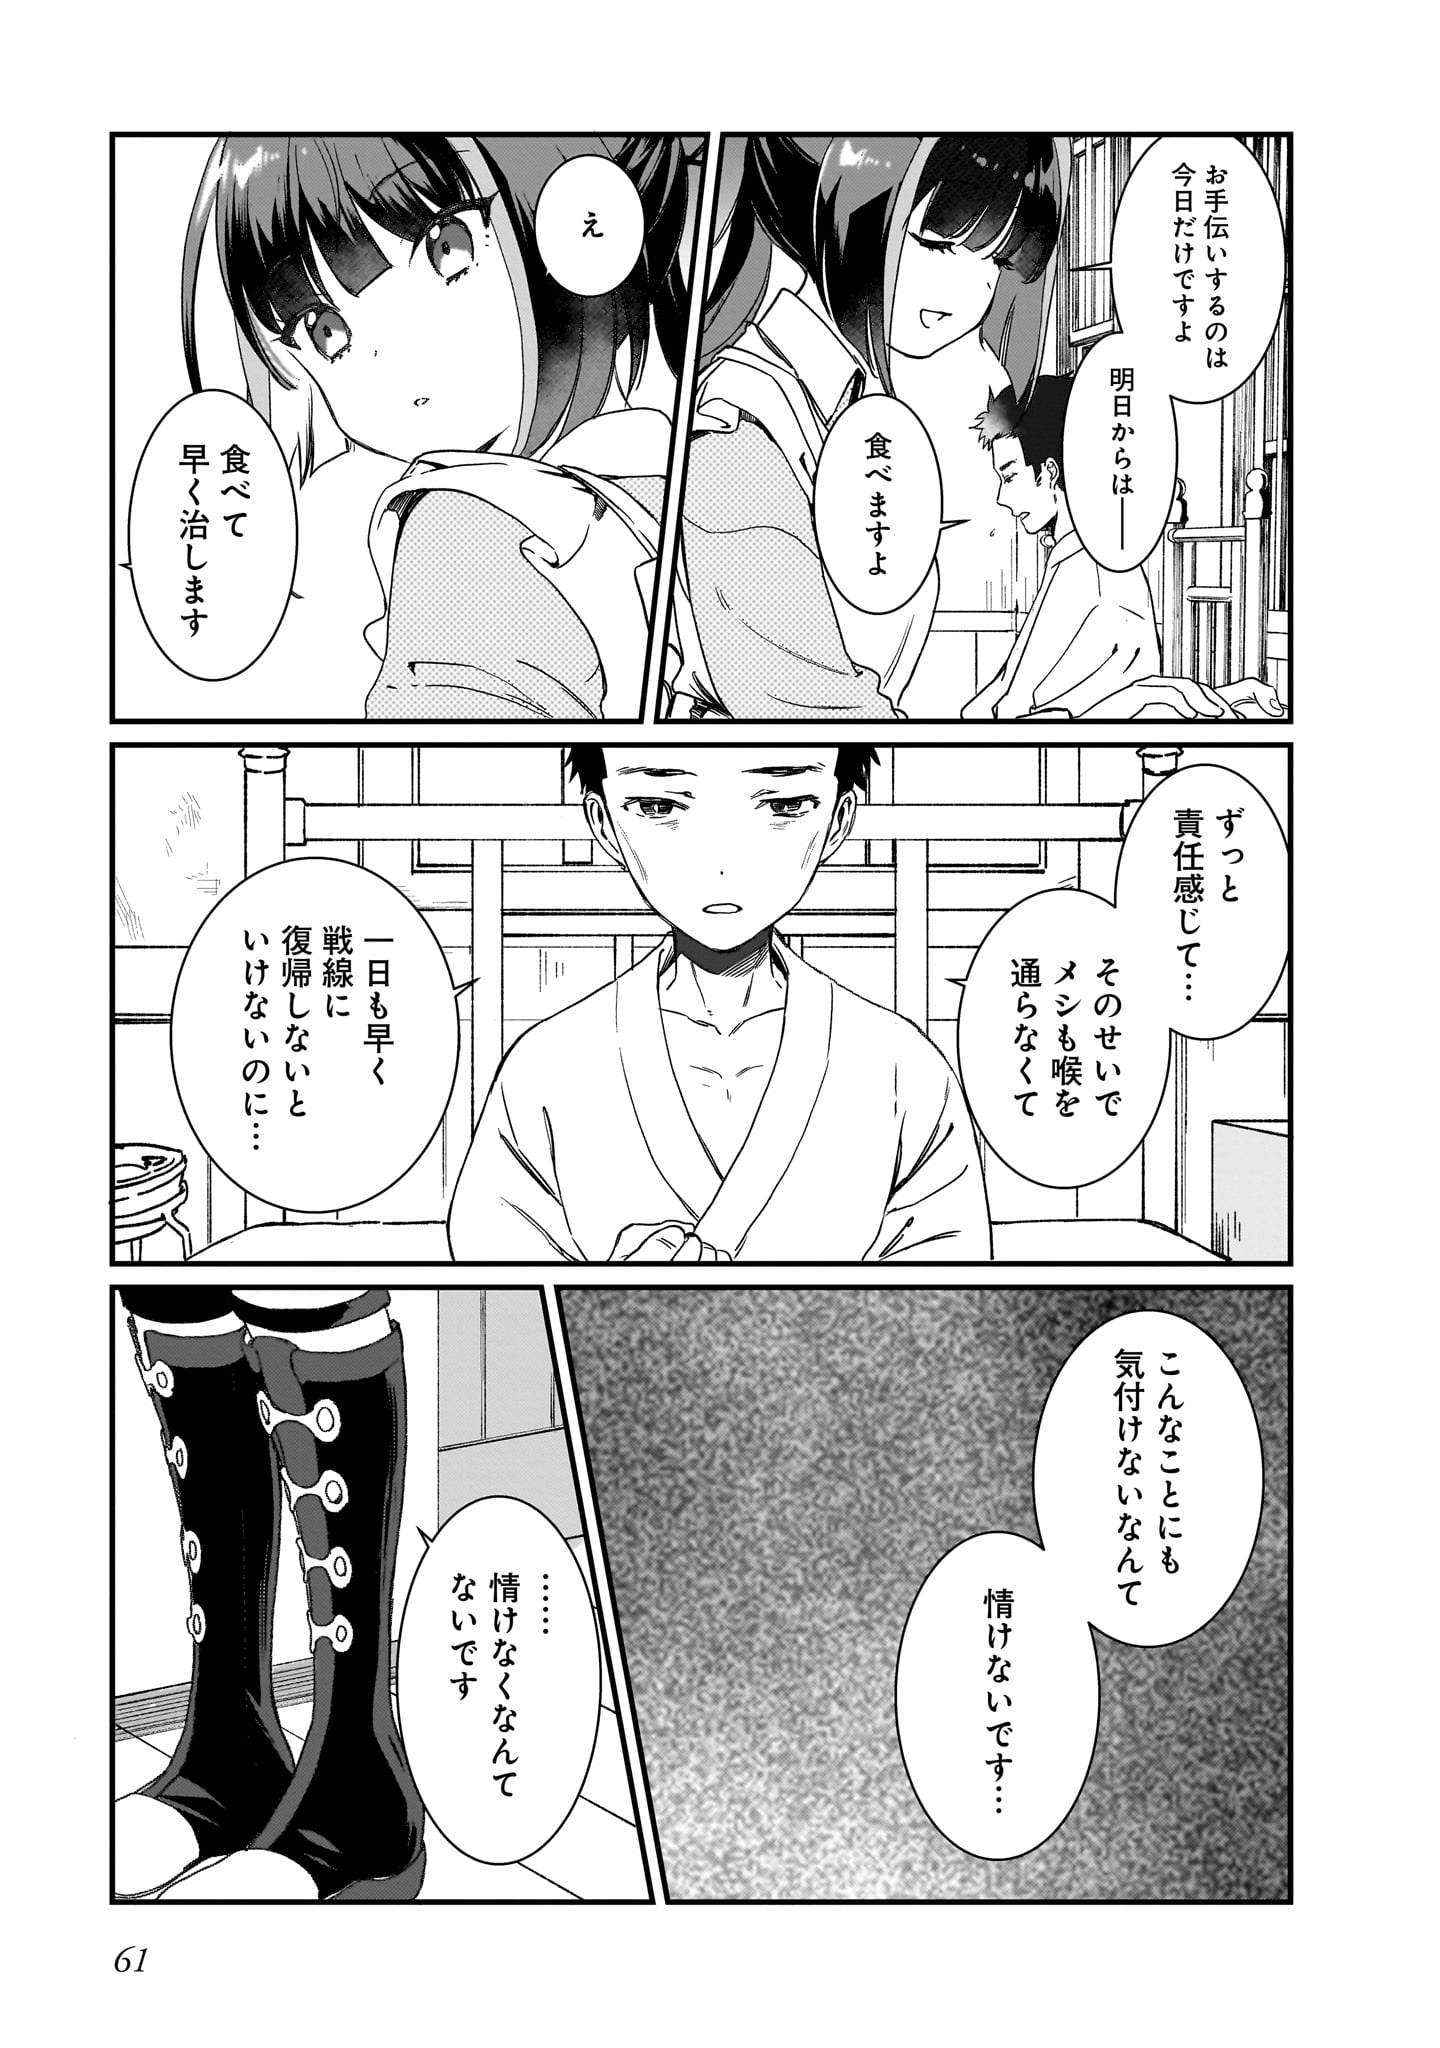 お手伝いするのは
今日だけですよ
明日からは――
食べますよ
え
食べて
早く治します
ずっと
責任感じて…
そのせいで
メシも喉を
通らなくて
一日も早く
戦線に
復帰しないと
いけないのに…
こんなことにも
気付けないなんて
情けないです…
……
情けなくなんて
ないです
61